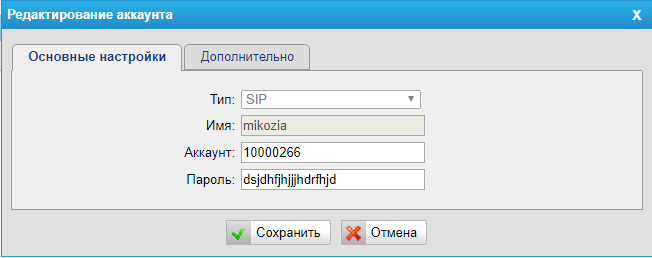 Редактирование аккаунта X
Основные настройки Дополнительно
Тип: SIP
Имя: mikozia
Аккаунт: 10000266
Пароль: dsjdhfjhjjjhdrfhjd
Сохранить Отмена